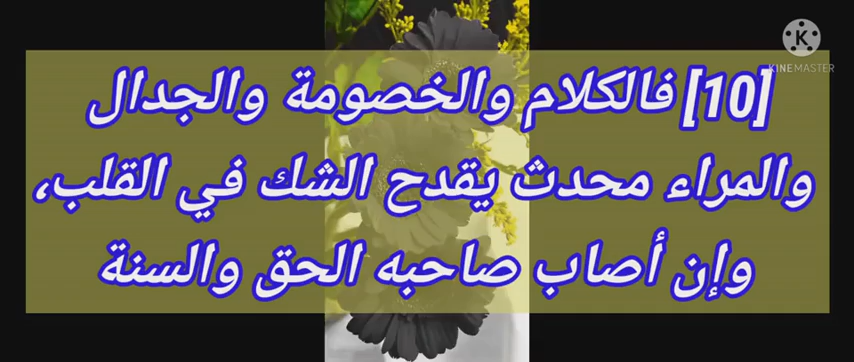 KINEMASTER
[10] فالكلام والخصومة والجدال
والمراء محدث يقدح الشك في القلب،
وإن أصاب صاحبه الحق والسنة